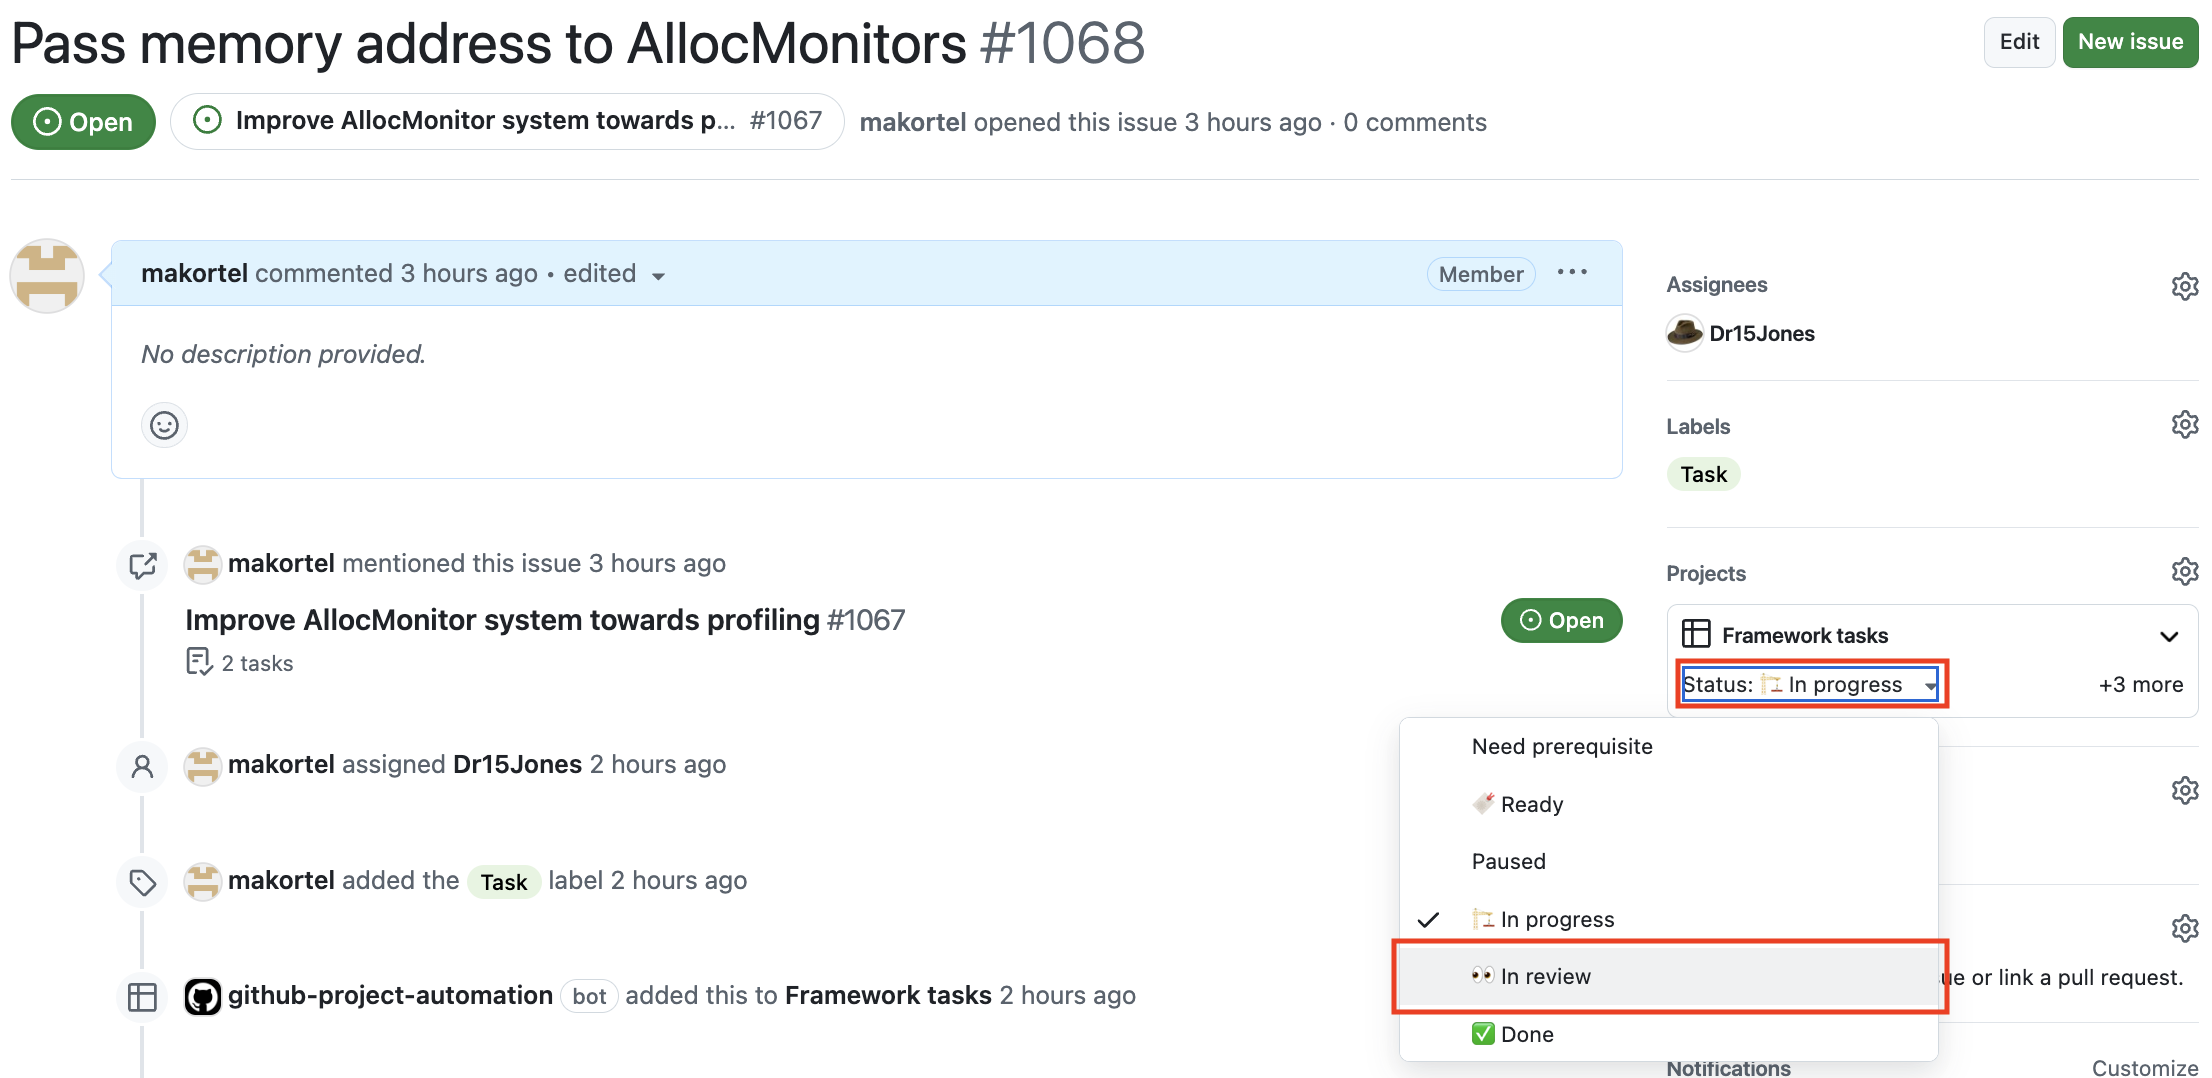 Pass memory address to AllocMonitors #1068
Edit
New issue
Open
Improve AllocMonitor system towards p... #1067
makortel opened this issue 3 hours ago · 0 comments
makortel commented 3 hours ago • edited
Member
No description provided.
Assignees
Dr15Jones
Labels
Task
makortel mentioned this issue 3 hours ago
Improve AllocMonitor system towards profiling #1067
Open
2 tasks
Projects
Framework tasks
Status: 🏗 In progress
+3 more
makortel assigned Dr15Jones 2 hours ago
makortel added the Task label 2 hours ago
github-project-automation bot added this to Framework tasks 2 hours ago
Need prerequisite
🔖 Ready
Paused
🏗 In progress
👀 In review
✅ Done
or link a pull request.
Notifications
Customize